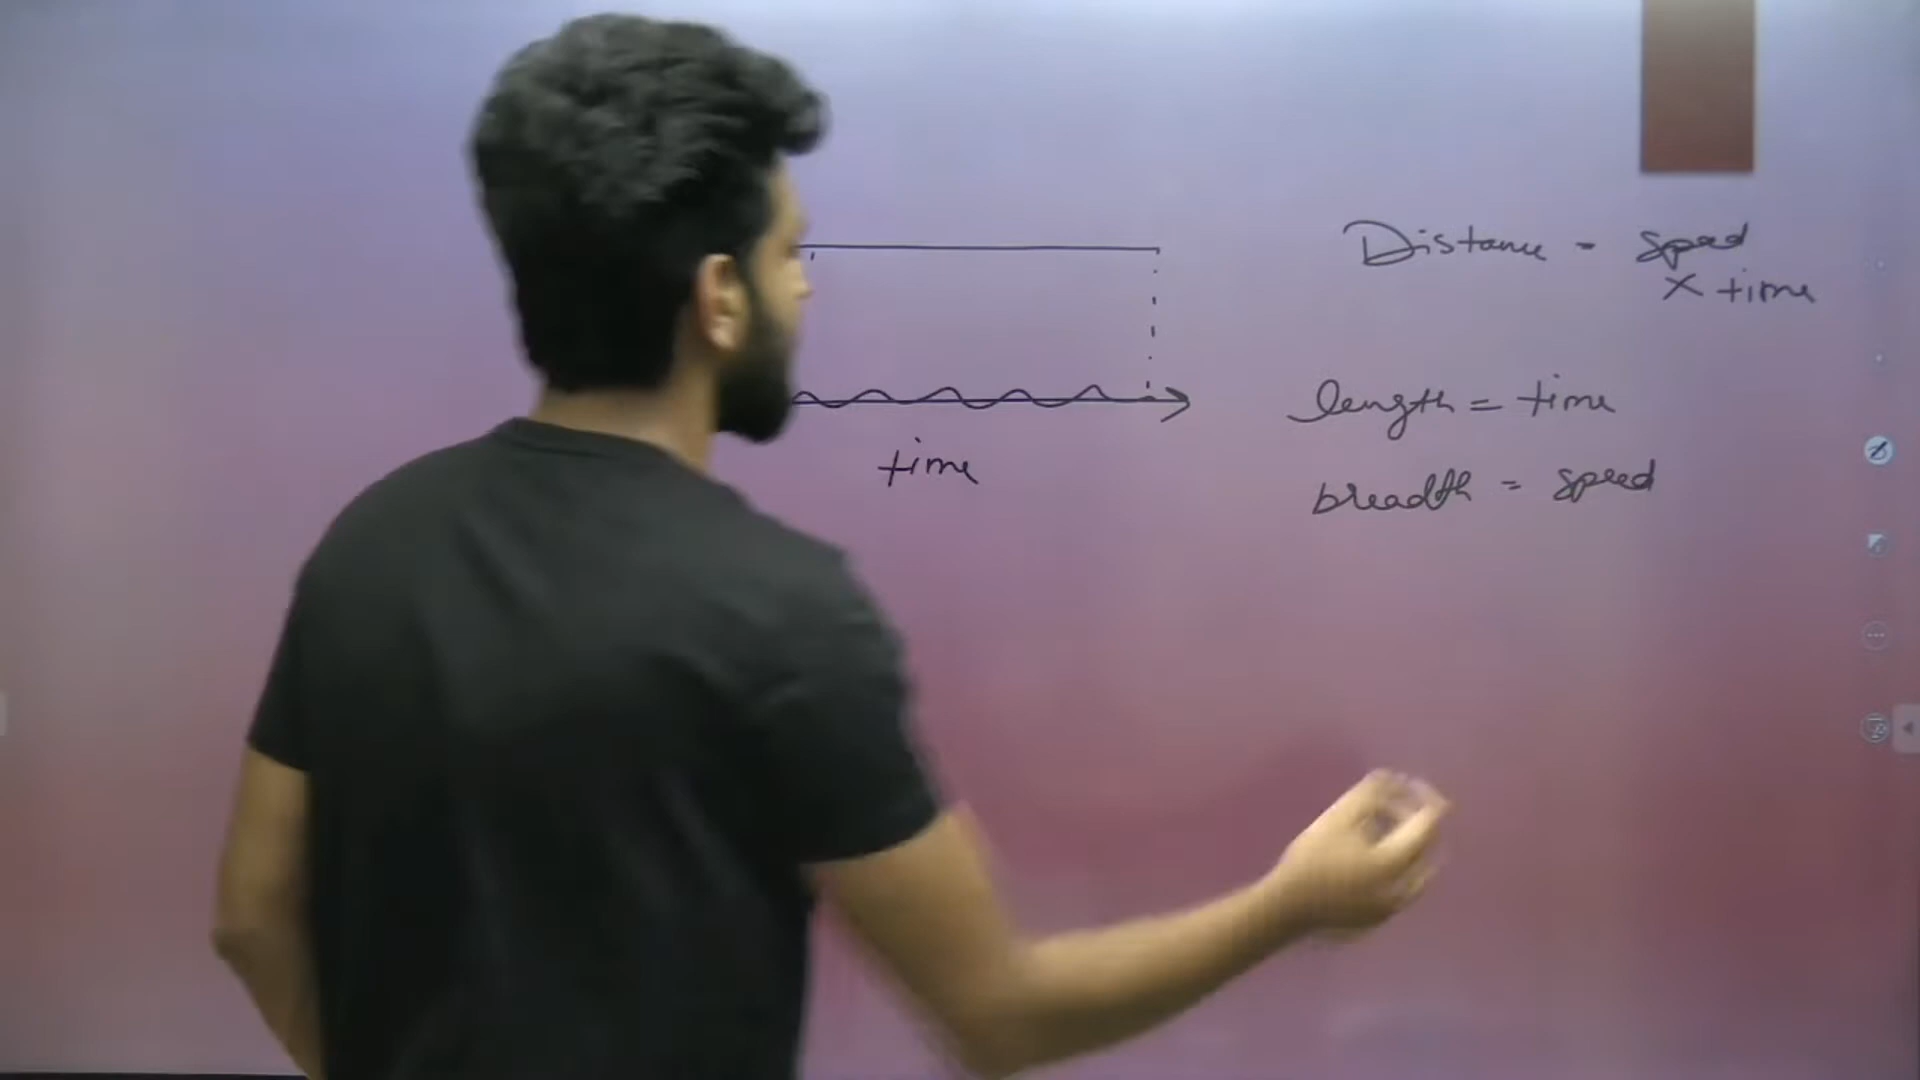 Distance = speed
× time
length = time
breadth = speed
time